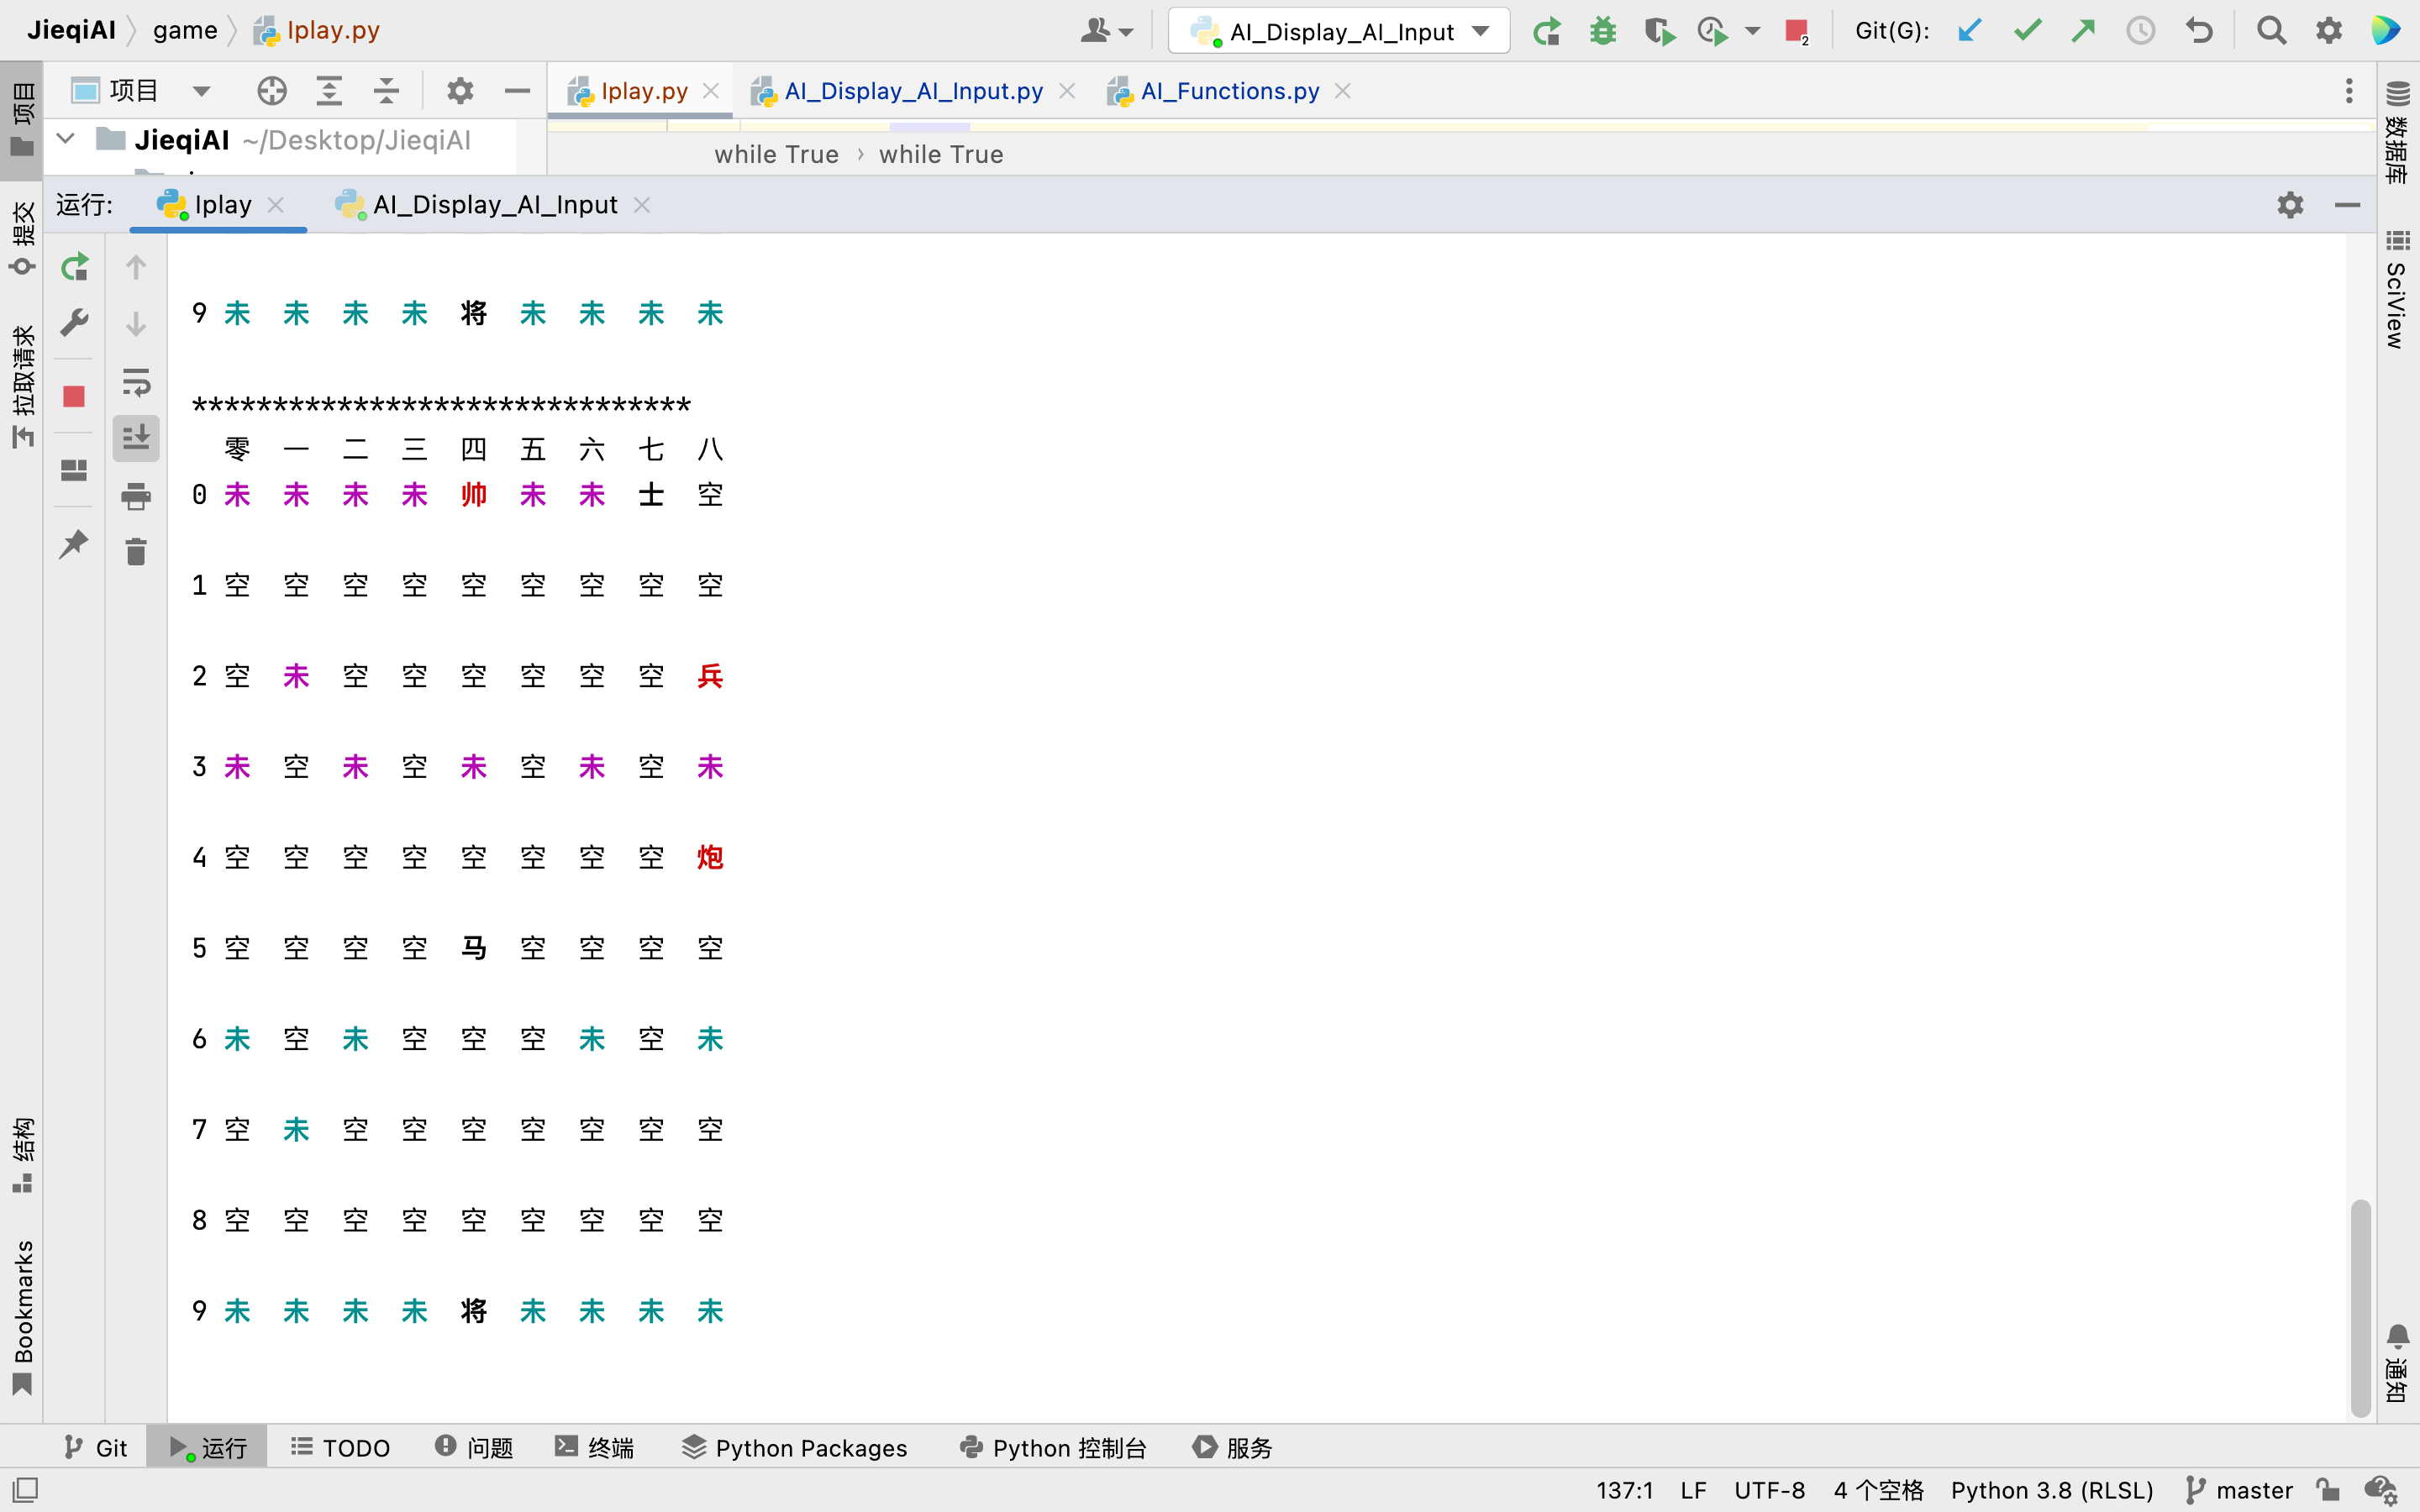 JieqiAI game Iplay.py AI_Display_AI_Input 2 Git(G):
项目 Iplay.py AI_Display_AI_Input.py AI_Functions.py
JieqiAI ~/Desktop/JieqiAI
while True › while True
运行: Iplay AI_Display_AI_Input
9 未 未 未 未 将 未 未 未 未
*******************************
零 一 二 三 四 五 六 七 八
0 未 未 未 未 帅 未 未 士 空
1 空 空 空 空 空 空 空 空 空
2 空 未 空 空 空 空 空 空 兵
3 未 空 未 空 未 空 未 空 未
4 空 空 空 空 空 空 空 空 炮
5 空 空 空 空 马 空 空 空 空
6 未 空 未 空 空 空 未 空 未
7 空 未 空 空 空 空 空 空 空
8 空 空 空 空 空 空 空 空 空
9 未 未 未 未 将 未 未 未 未
项目
提交
拉取请求
结构
Bookmarks
数据库
SciView
通知
Git 运行 TODO 问题 终端 Python Packages Python 控制台 服务
137:1 LF UTF-8 4 个空格 Python 3.8 (RLSL) master